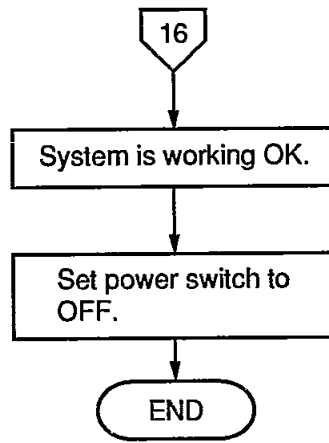 16
System is working OK.
Set power switch to
OFF.
END